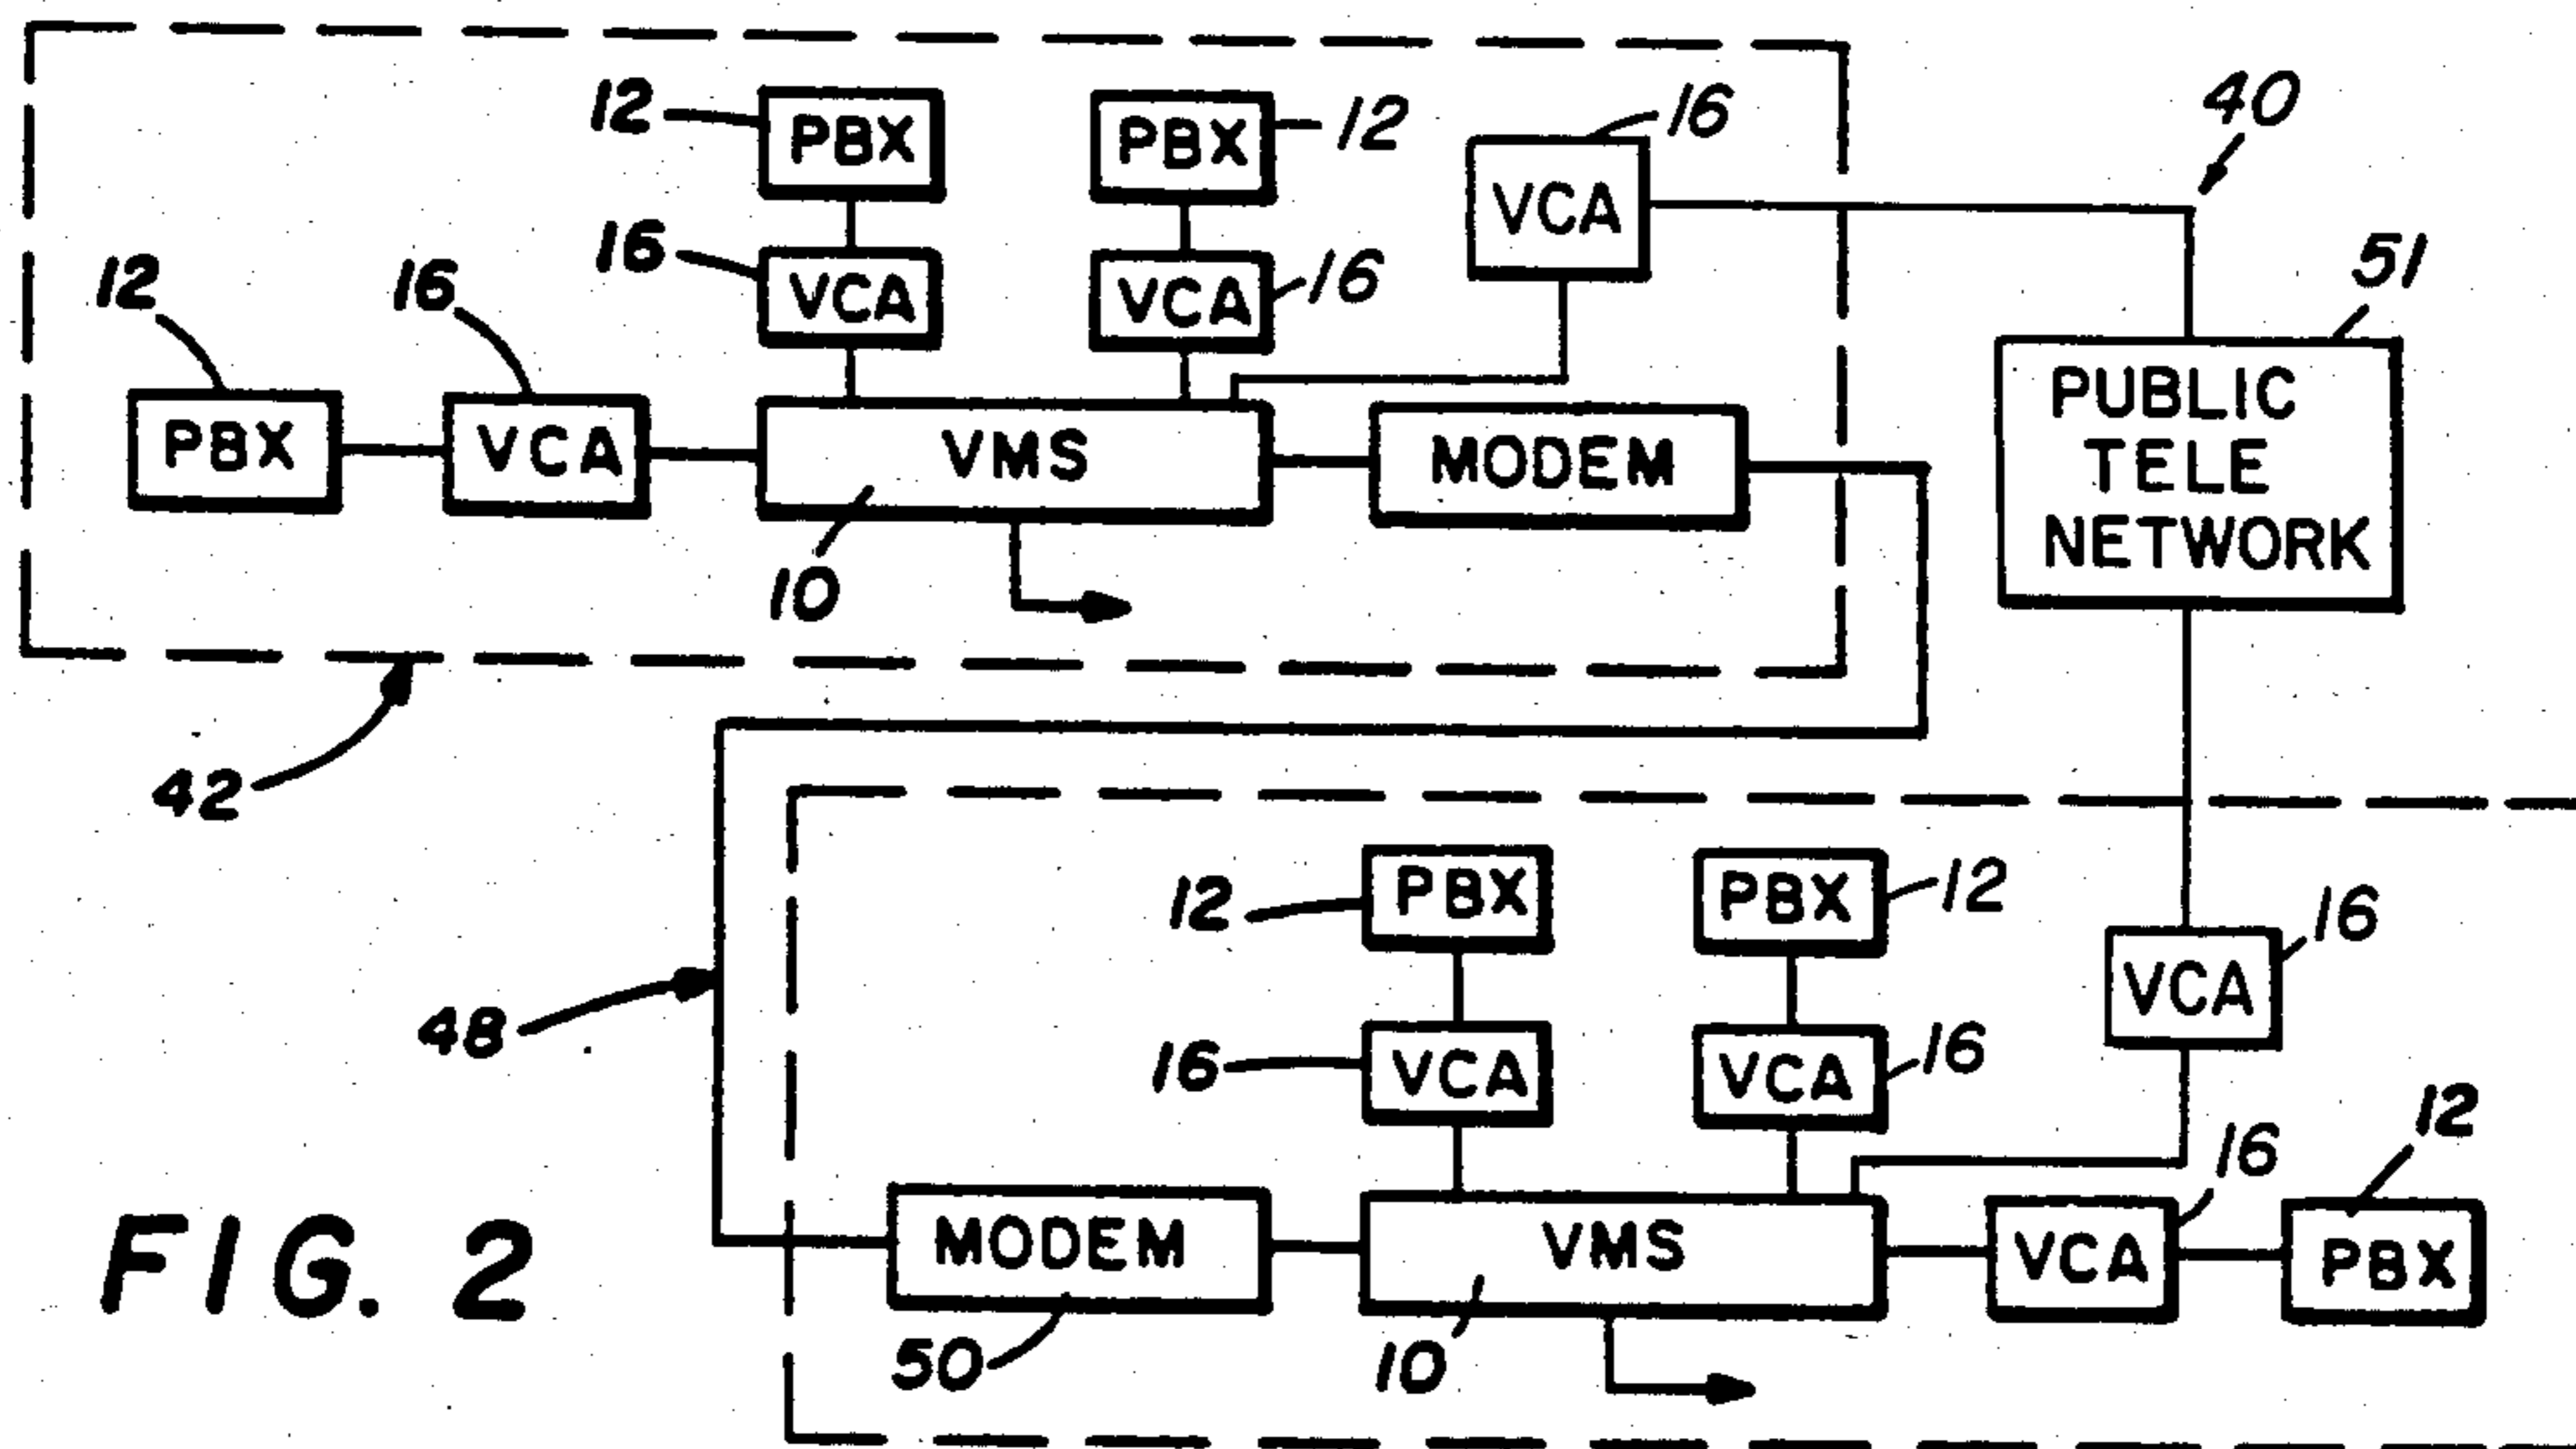 12
PBX
PBX
12
16
VCA
40
16
VCA
VCA
16
51
12
16
PBX
VCA
VMS
MODEM
PUBLIC
TELE
NETWORK
10
42
12
PBX
PBX
12
16
VCA
48
16
VCA
VCA
16
12
16
MODEM
VMS
VCA
PBX
50
10
FIG. 2